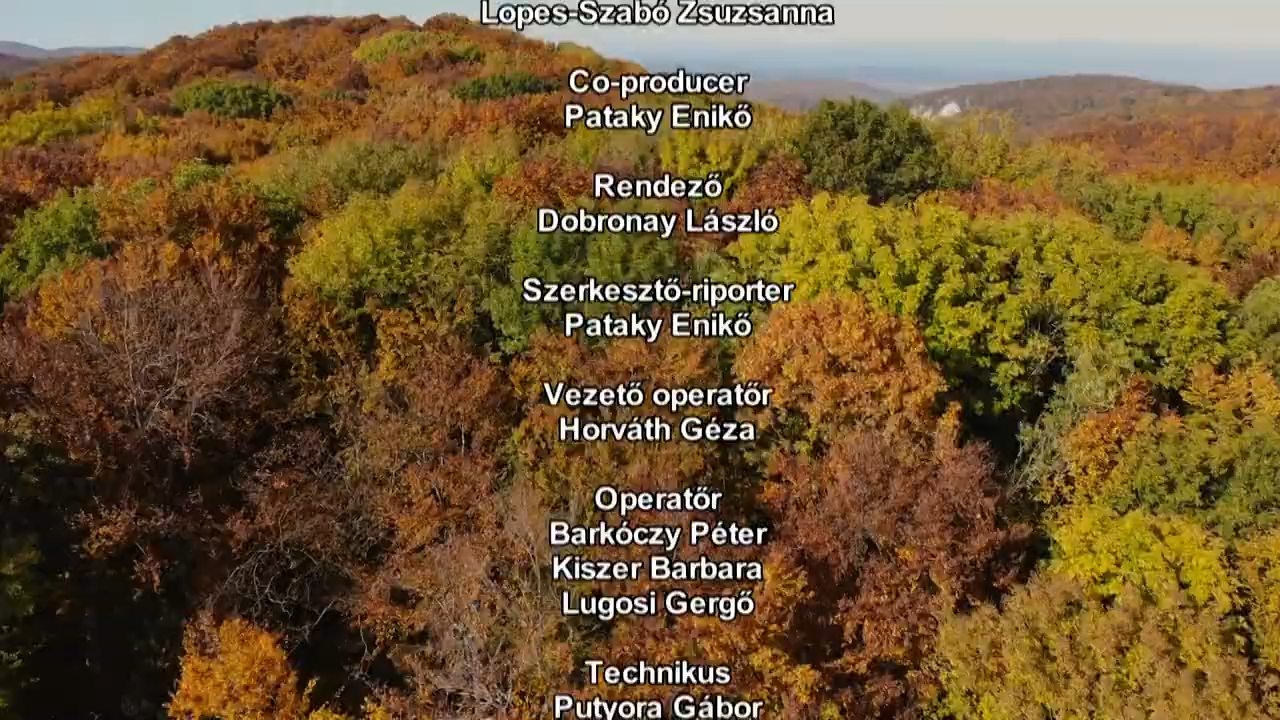 Lopes-Szabó Zsuzsanna
Co-producer
Pataky Enikő
Rendező
Dobronay László
Szerkesztő-riporter
Pataky Enikő
Vezető operatőr
Horváth Géza
Operatőr
Barkóczy Péter
Kiszer Barbara
Lugosi Gergő
Technikus
Putyora Gábor